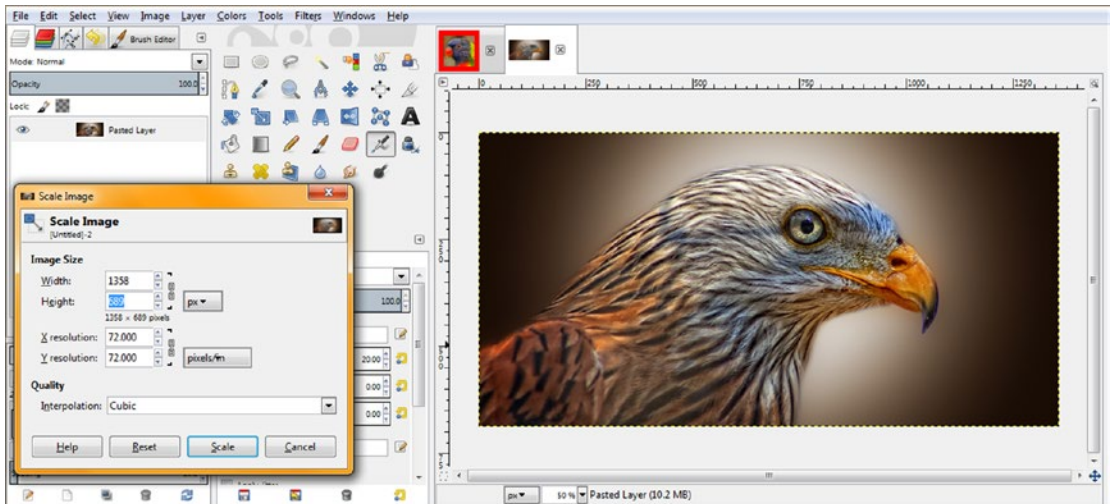 File Edit Select View Image Layer Colors Tools Filters Windows Help
Brush Editor
Mode: Normal
Opacity 100.0
Lock:
Pasted Layer
Scale Image
Scale Image
[Untitled]-2
Image Size
Width: 1358
Height: 689 px
1358 × 689 pixels
X resolution: 72.000
Y resolution: 72.000 pixels/in
Quality
Interpolation: Cubic
Help Reset Scale Cancel
100.0
20.00
0.00
0.00
0 250 500 750 1000 1250
px 50 % Pasted Layer (10.2 MB)